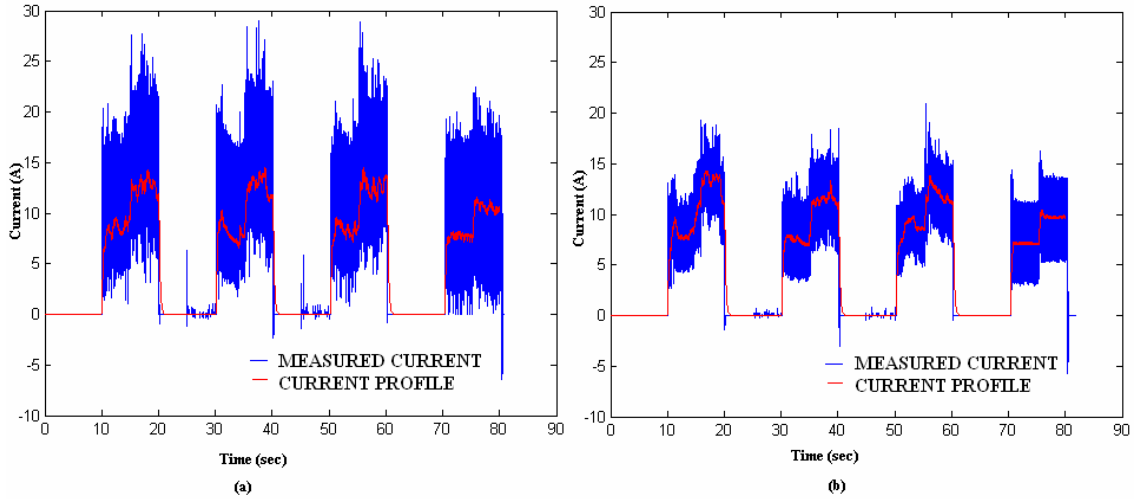 30
25
20
15
10
5
0
-5
-10
Current (A)
MEASURED CURRENT
CURRENT PROFILE
0 10 20 30 40 50 60 70 80 90
Time (sec)
(a)
30
25
20
15
10
5
0
-5
-10
Current (A)
MEASURED CURRENT
CURRENT PROFILE
0 10 20 30 40 50 60 70 80 90
Time (sec)
(b)